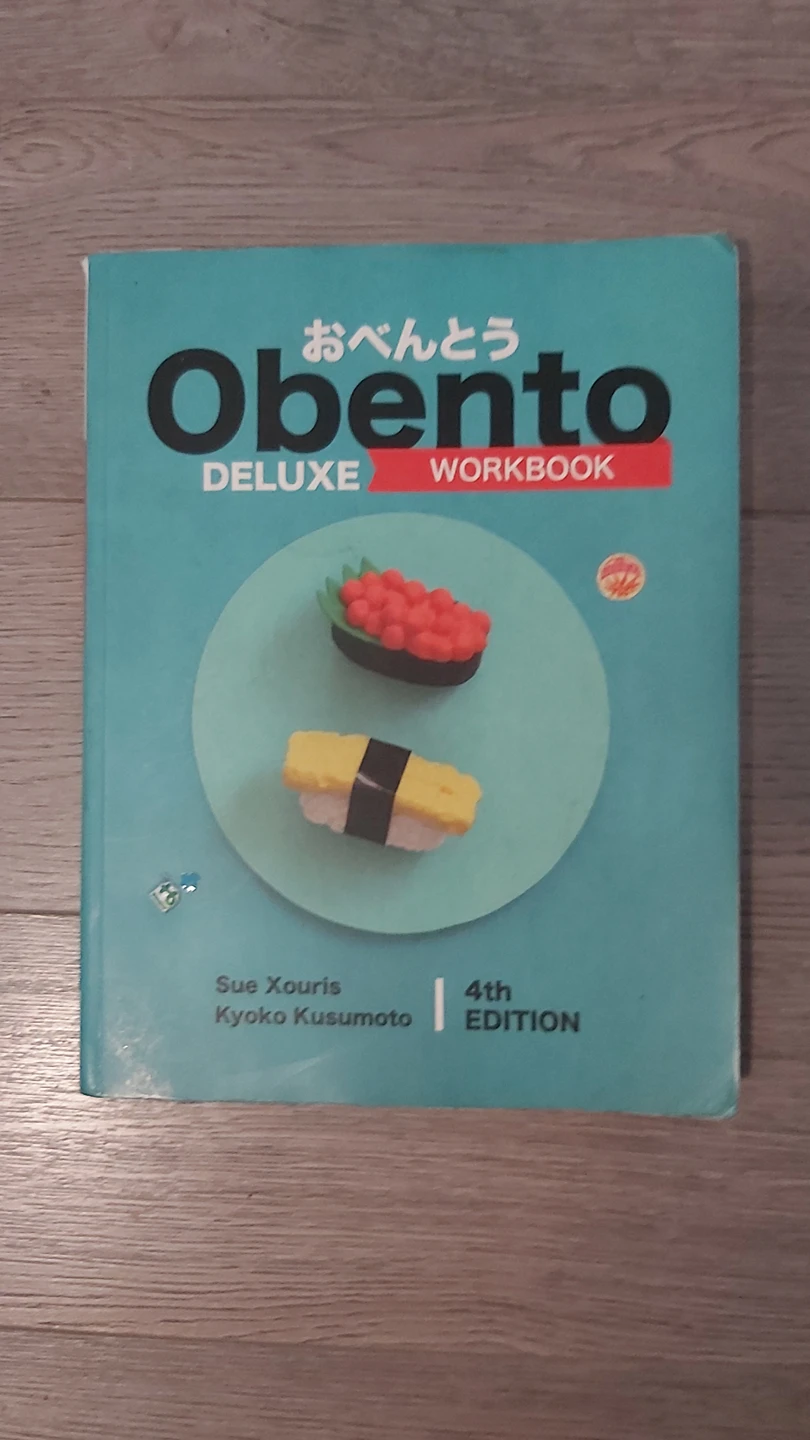 おべんとう
Obento
DELUXE WORKBOOK
Sue Xouris
Kyoko Kusumoto
4th
EDITION